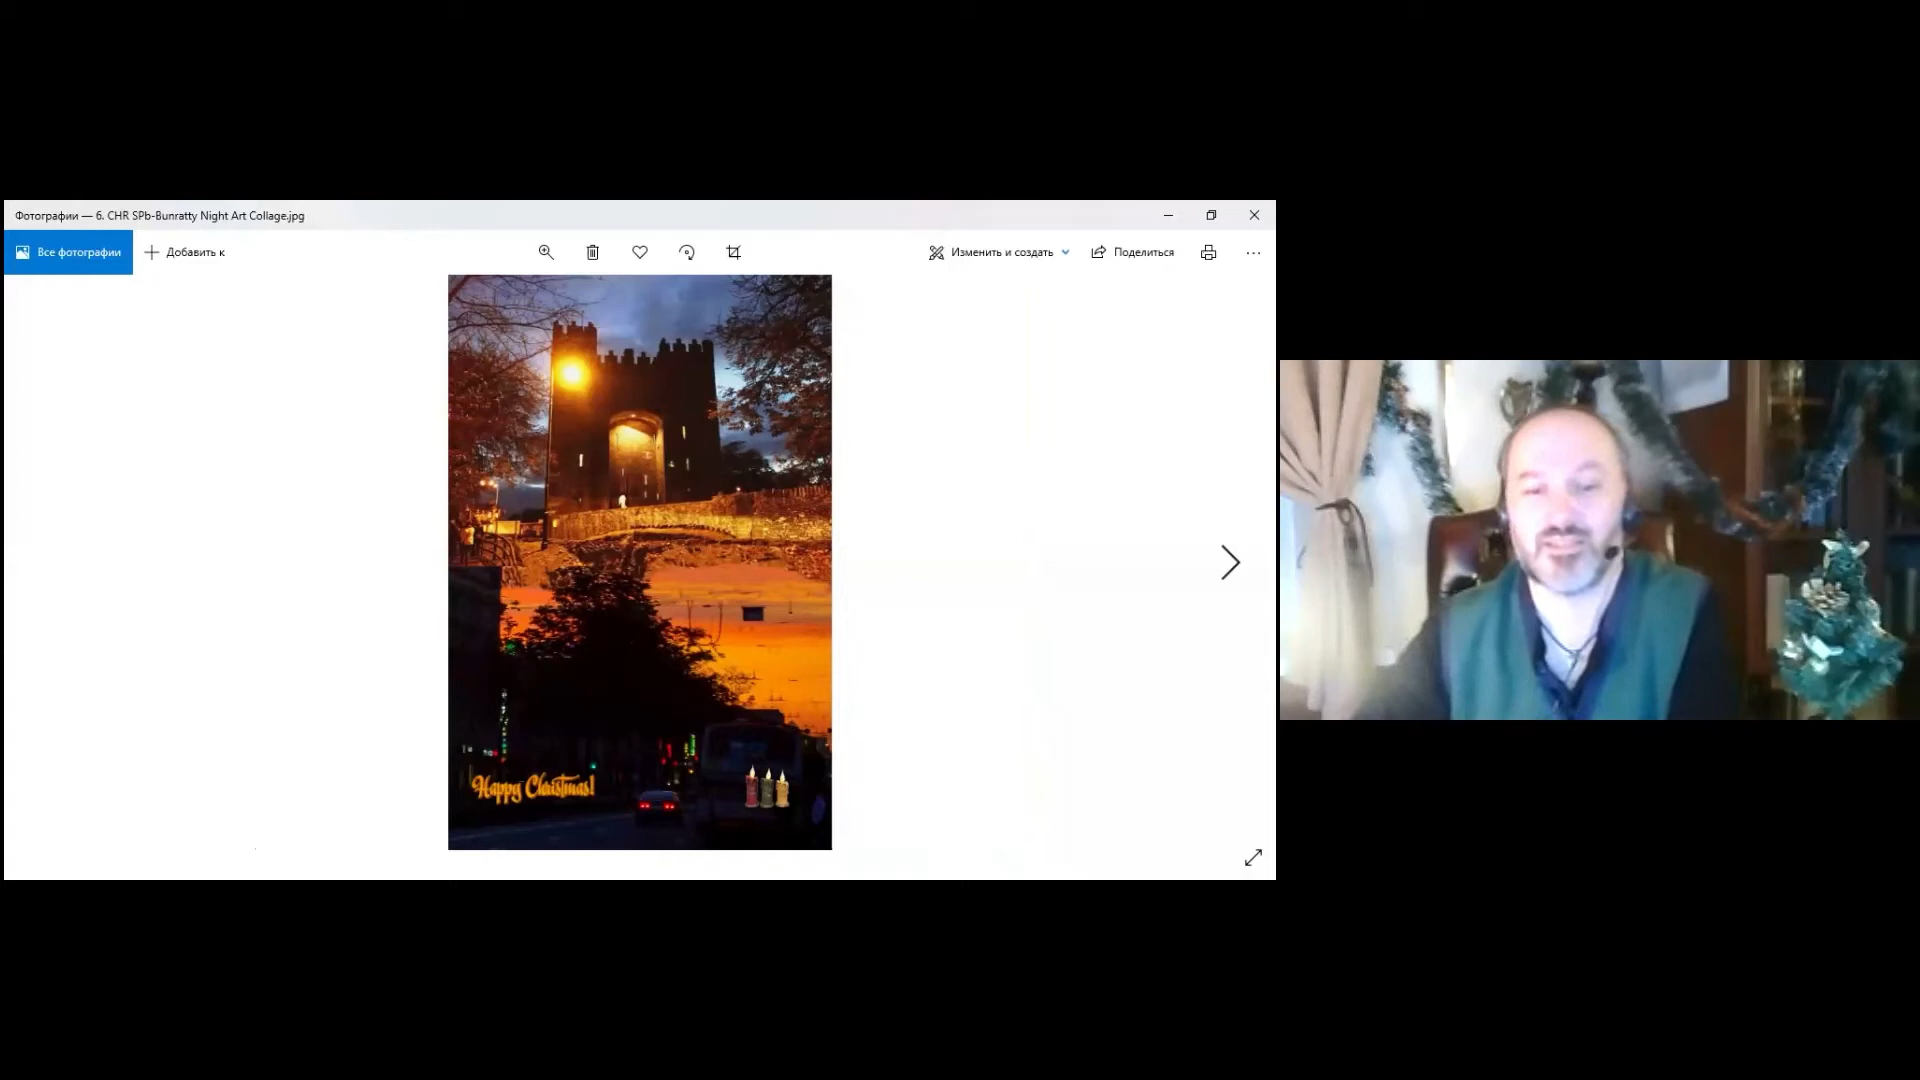 Фотографии — 6. CHR SPb-Bunratty Night Art Collage.jpg
Все фотографии
Добавить к
Изменить и создать
Поделиться
Happy Christmas!